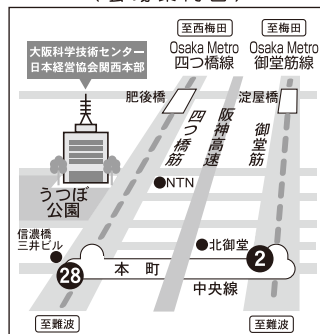 至西梅田
至梅田
Osaka Metro
四つ橋線
Osaka Metro
御堂筋線
大阪科学技術センター
日本経営協会関西本部
肥後橋
淀屋橋
四つ橋筋
阪神高速
御堂筋
うつぼ
公園
●NTN
信濃橋
三井ビル
●北御堂
28
本町
2
中央線
至難波
至難波